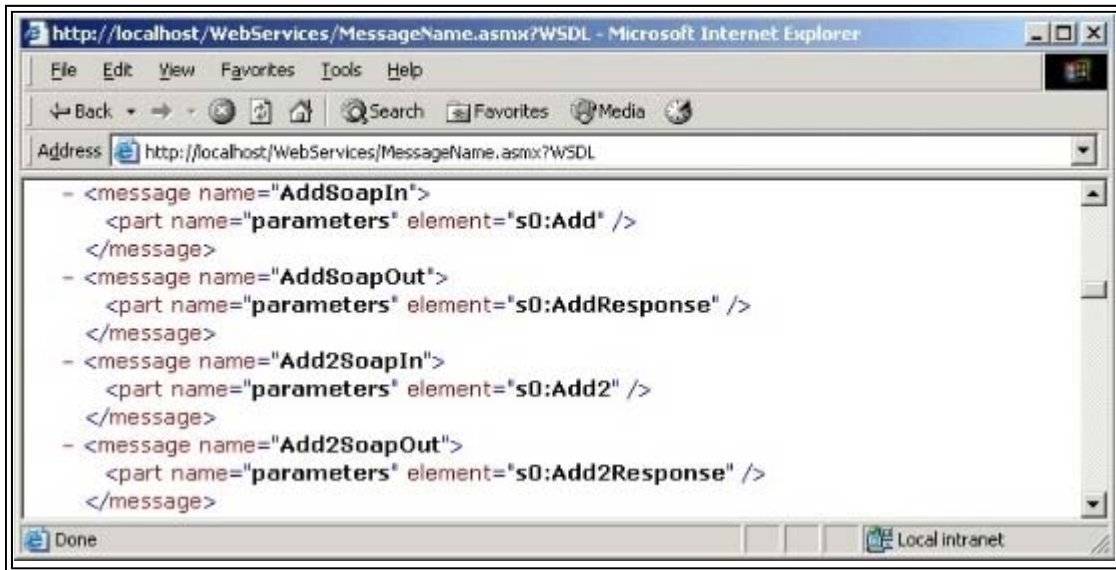 http://localhost/WebServices/MessageName.asmx?WSDL - Microsoft Internet Explorer
File Edit View Favorites Tools Help
Back Search Favorites Media
Address http://localhost/WebServices/MessageName.asmx?WSDL
- <message name="AddSoapIn">
<part name="parameters" element="s0:Add" />
</message>
- <message name="AddSoapOut">
<part name="parameters" element="s0:AddResponse" />
</message>
- <message name="Add2SoapIn">
<part name="parameters" element="s0:Add2" />
</message>
- <message name="Add2SoapOut">
<part name="parameters" element="s0:Add2Response" />
</message>
Done Local intranet